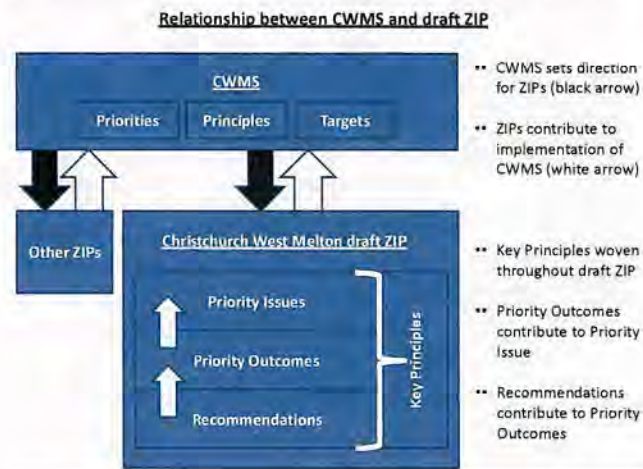 Relationship between CWMS and draft ZIP
CWMS
Priorities
Principles
Targets
Other ZIPs
Christchurch West Melton draft ZIP
Priority Issues
Priority Outcomes
Recommendations
Key Principles
•• CWMS sets direction
for ZIPs (black arrow)
•• ZIPs contribute to
implementation of
CWMS (white arrow)
•• Key Principles woven
throughout draft ZIP
•• Priority Outcomes
contribute to Priority
Issue
•• Recommendations
contribute to Priority
Outcomes